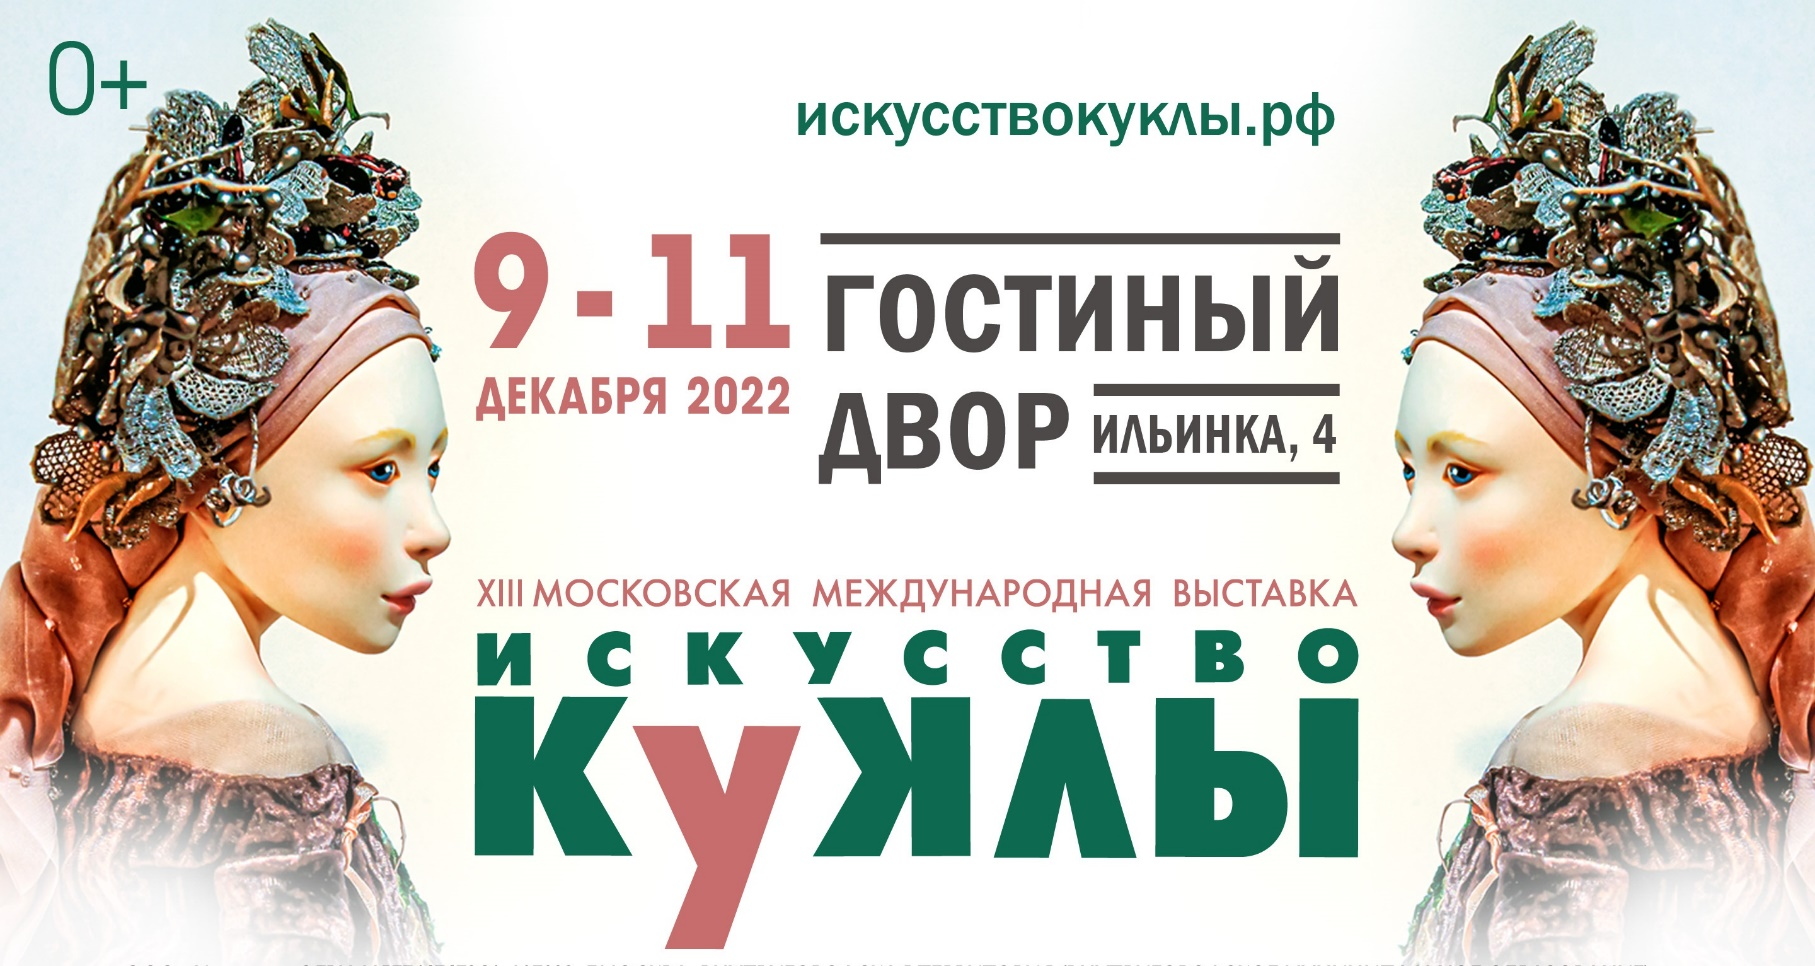 0+
искусствокуклы.рф
9 - 11
ДЕКАБРЯ 2022
ГОСТИНЫЙ
ДВОР
ИЛЬИНКА, 4
XIII МОСКОВСКАЯ МЕЖДУНАРОДНАЯ ВЫСТАВКА
ИСКУССТВО
КУКЛЫ